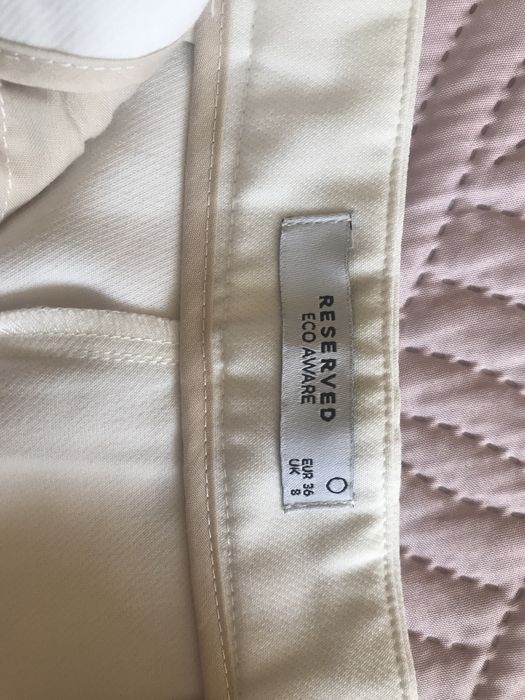 RESERVED
ECO AWARE
EUR 36
UK 8